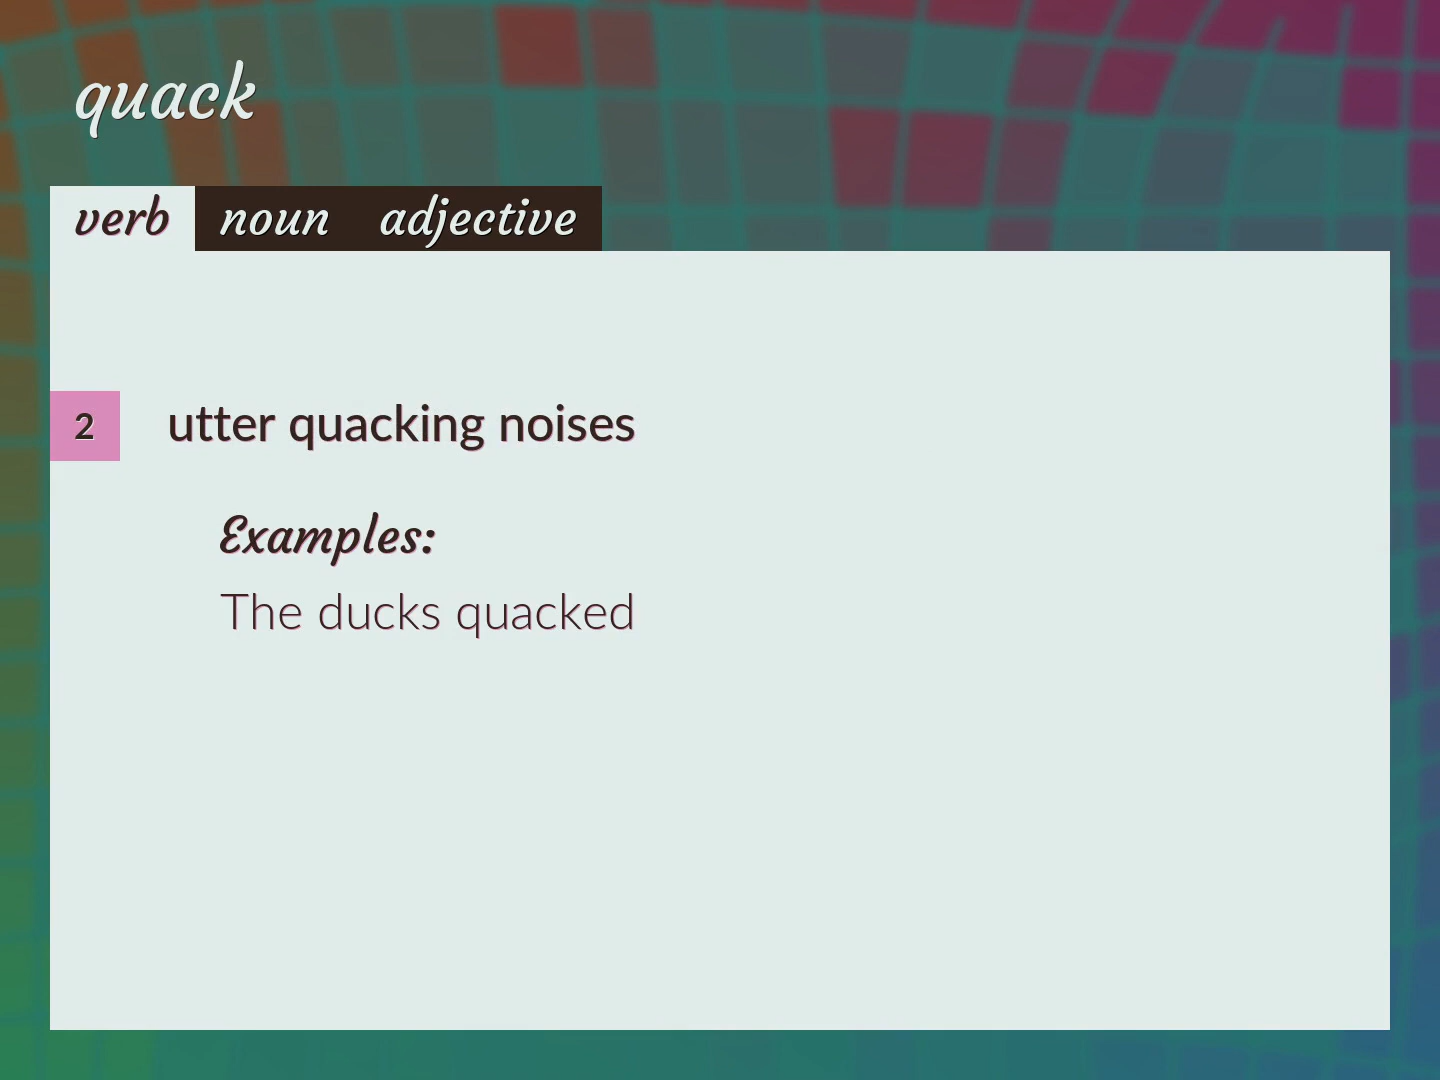 quack
verb noun adjective
2 utter quacking noises
Examples:
The ducks quacked